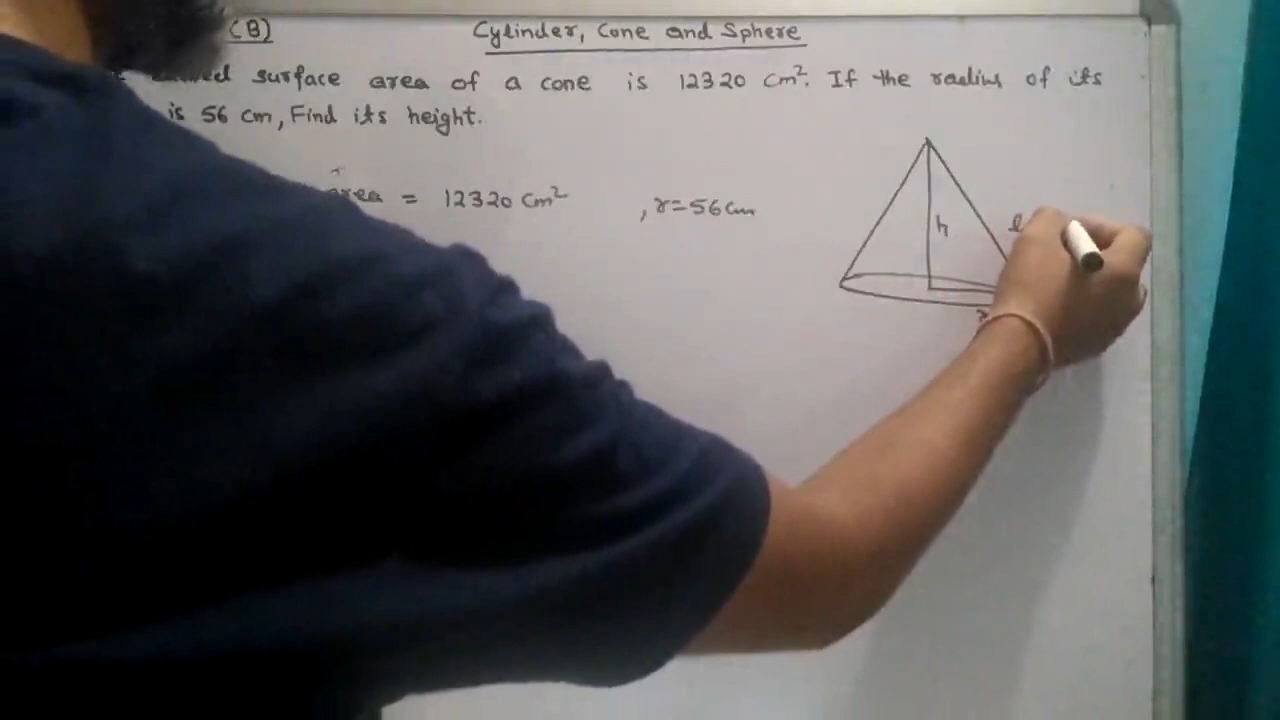 (B) Cylinder, Cone and Sphere
surface area of a cone is 12320 cm². If the radius of its
is 56 cm, Find its height.
area = 12320 cm² , r=56cm
h
l
r